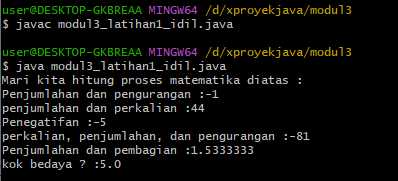 user@DESKTOP-GKBREAA MINGW64 /d/xproyekjava/modul3
$ javac modul3_latihan1_idil.java
user@DESKTOP-GKBREAA MINGW64 /d/xproyekjava/modul3
$ java modul3_latihan1_idil.java
Mari kita hitung proses matematika diatas :
Penjumlahan dan pengurangan :-1
penjumlahan dan perkalian :44
Penegatifan :-5
perkalian, penjumlahan, dan pengurangan :-81
Penjumlahan dan pembagian :1.5333333
kok bedaya ? :5.0